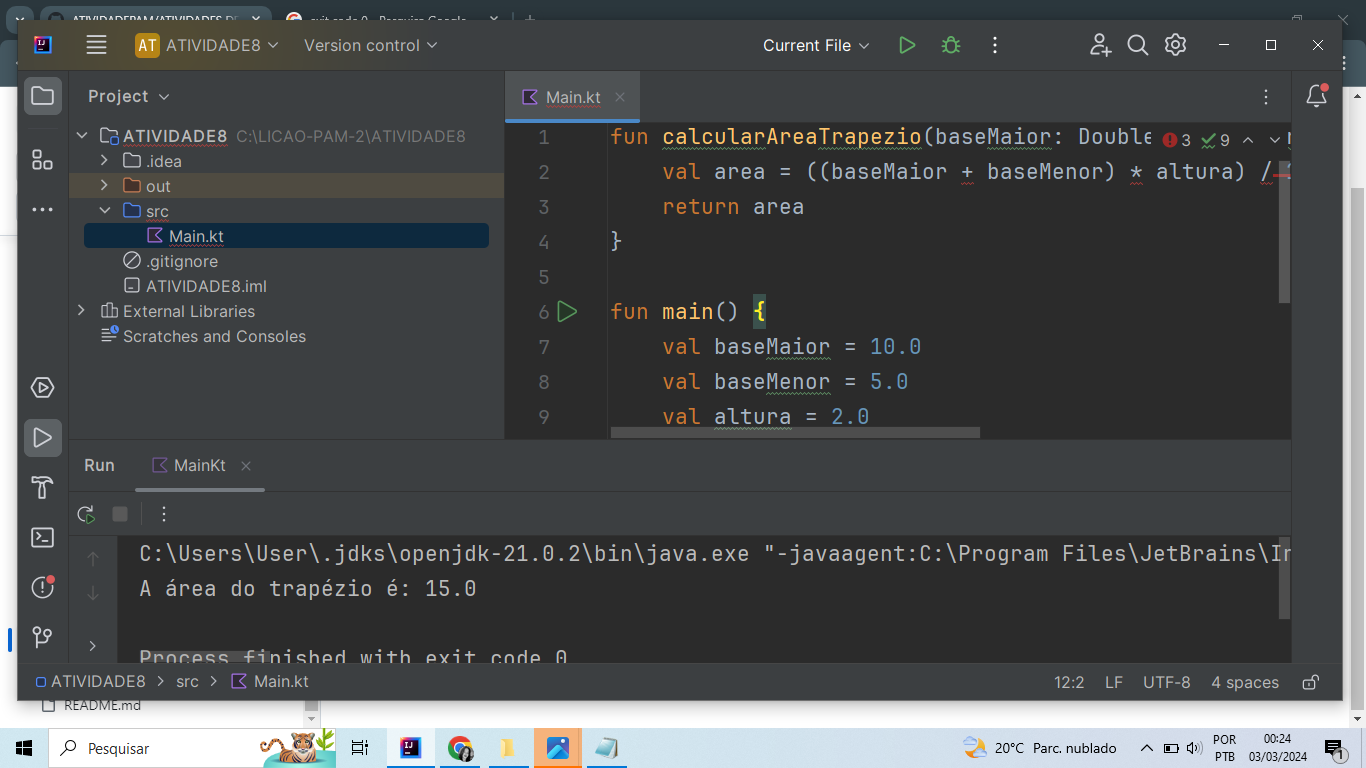 ATIVIDADEPAM/ATIVIDADES DE
exit code 0 - Pesquisa Google
AT ATIVIDADE8
Version control
Current File
Project
Main.kt
ATIVIDADE8 C:\LICAO-PAM-2\ATIVIDADE8
.idea
out
src
Main.kt
.gitignore
ATIVIDADE8.iml
External Libraries
Scratches and Consoles
3 9
1 fun calcularAreaTrapezio(baseMaior: Double
2 val area = ((baseMaior + baseMenor) * altura) /
3 return area
4 }
5
6 fun main() {
7 val baseMaior = 10.0
8 val baseMenor = 5.0
9 val altura = 2.0
Run
MainKt
C:\Users\User\.jdks\openjdk-21.0.2\bin\java.exe "-javaagent:C:\Program Files\JetBrains\In
A área do trapézio é: 15.0
Process finished with exit code 0
ATIVIDADE8 > src > Main.kt
12:2 LF UTF-8 4 spaces
README.md
Pesquisar
20°C Parc. nublado
POR
PTB
00:24
03/03/2024
1